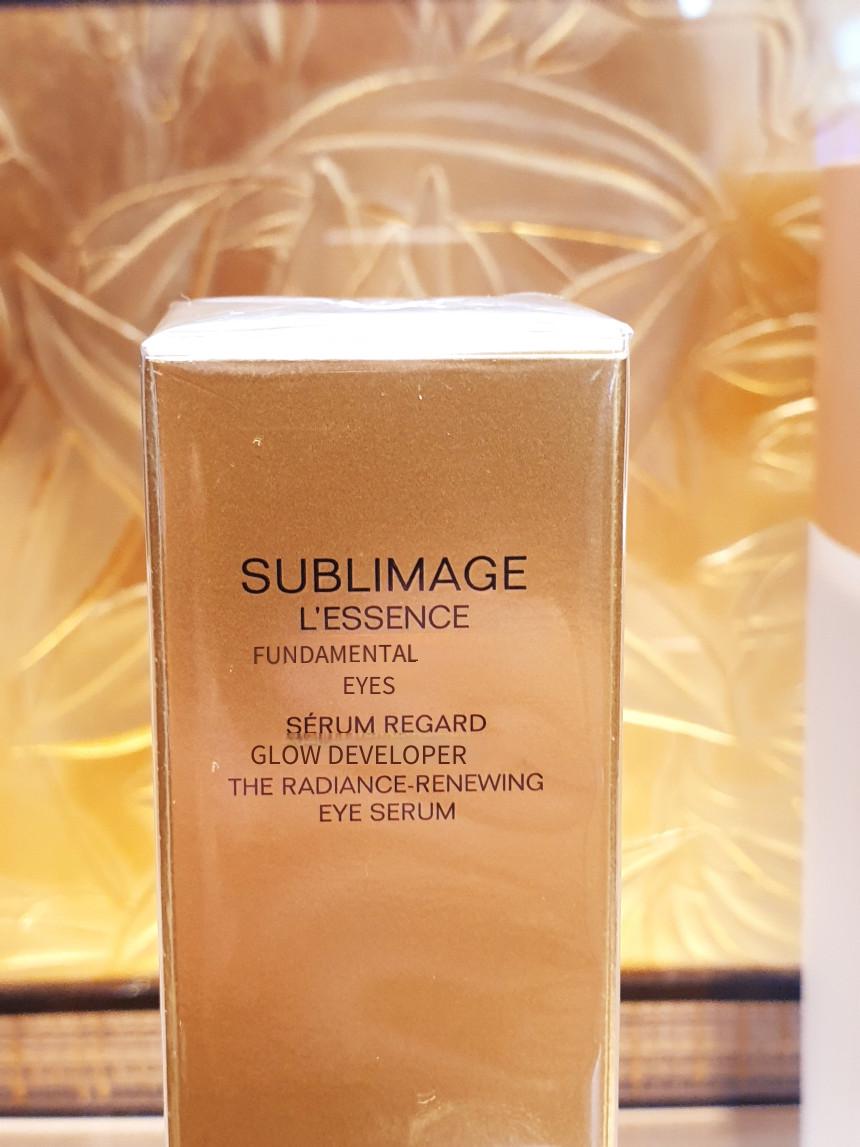 SUBLIMAGE
L'ESSENCE
FUNDAMENTAL
EYES
SÉRUM REGARD
GLOW DEVELOPER
THE RADIANCE-RENEWING
EYE SERUM